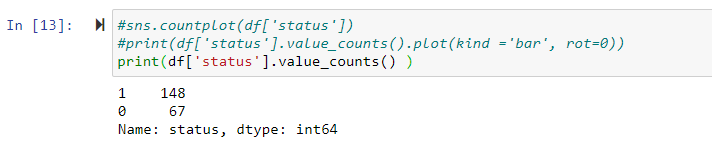 In [13]:
#sns.countplot(df['status'])
#print(df['status'].value_counts().plot(kind ='bar', rot=0))
print(df['status'].value_counts() )
1    148
0     67
Name: status, dtype: int64